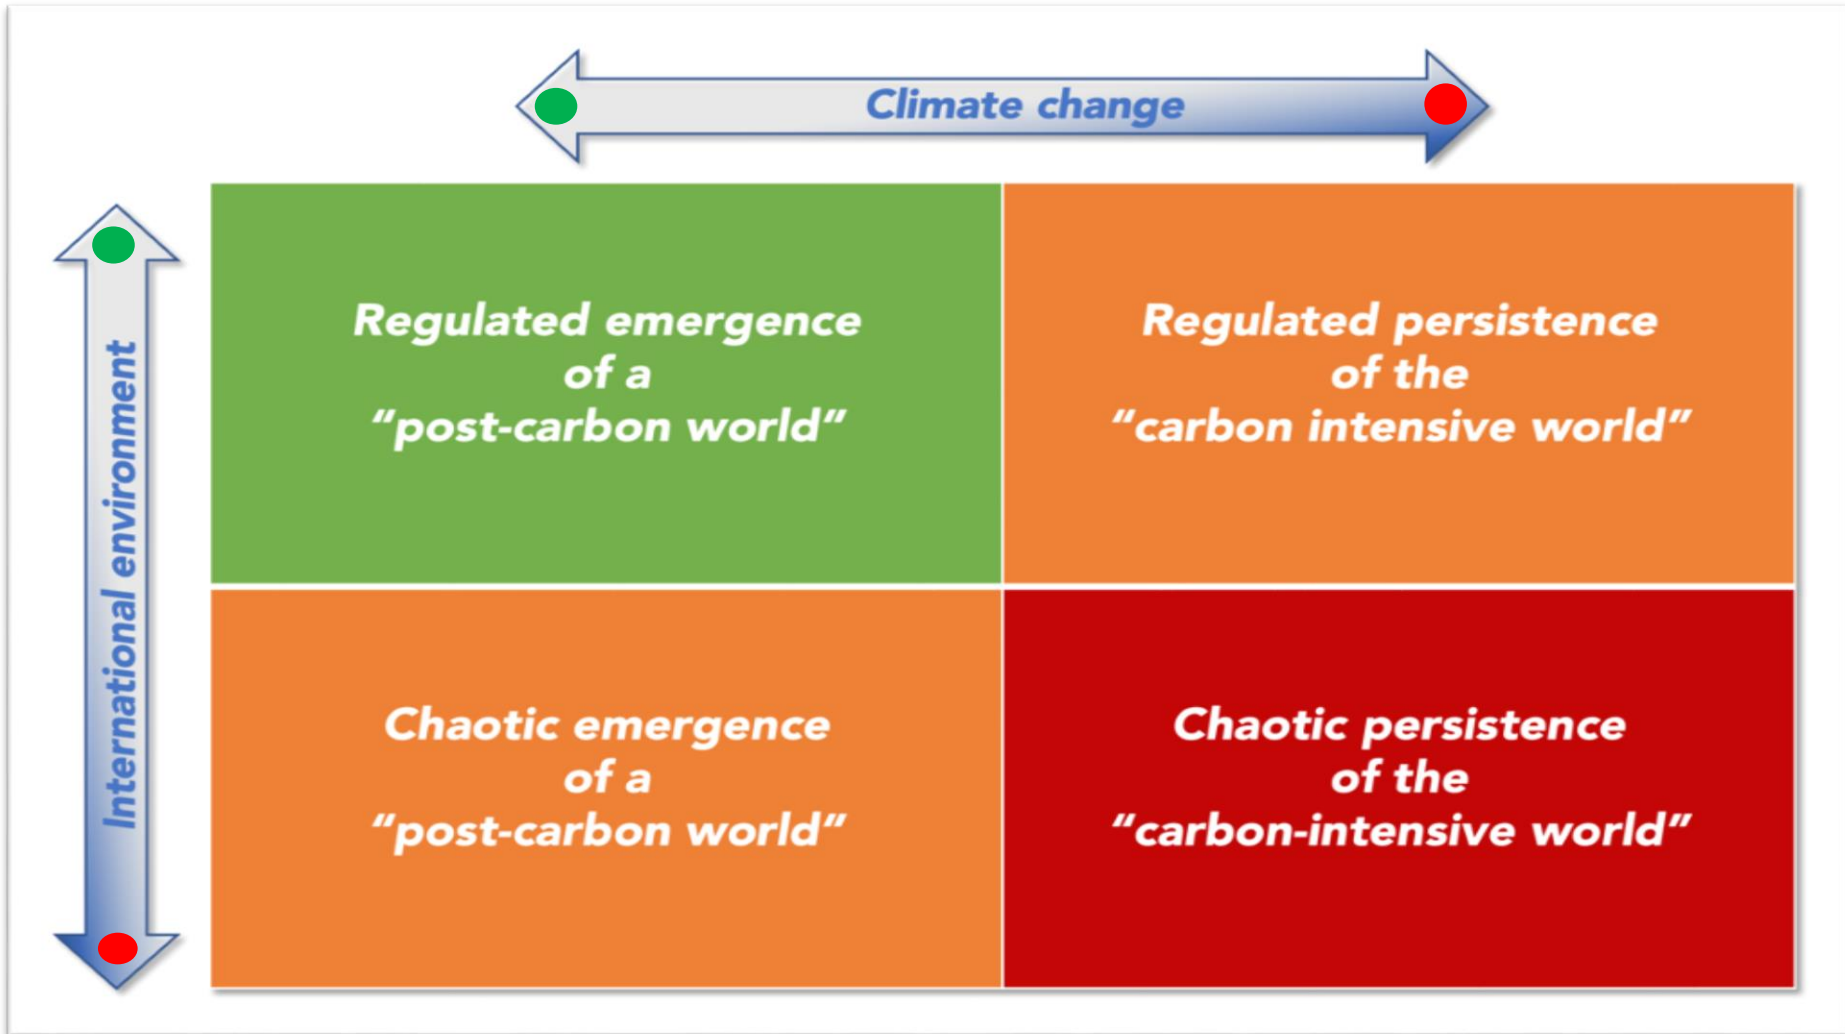 Climate change
International environment
Regulated emergence
of a
“post-carbon world”
Regulated persistence
of the
“carbon intensive world”
Chaotic emergence
of a
“post-carbon world”
Chaotic persistence
of the
“carbon-intensive world”